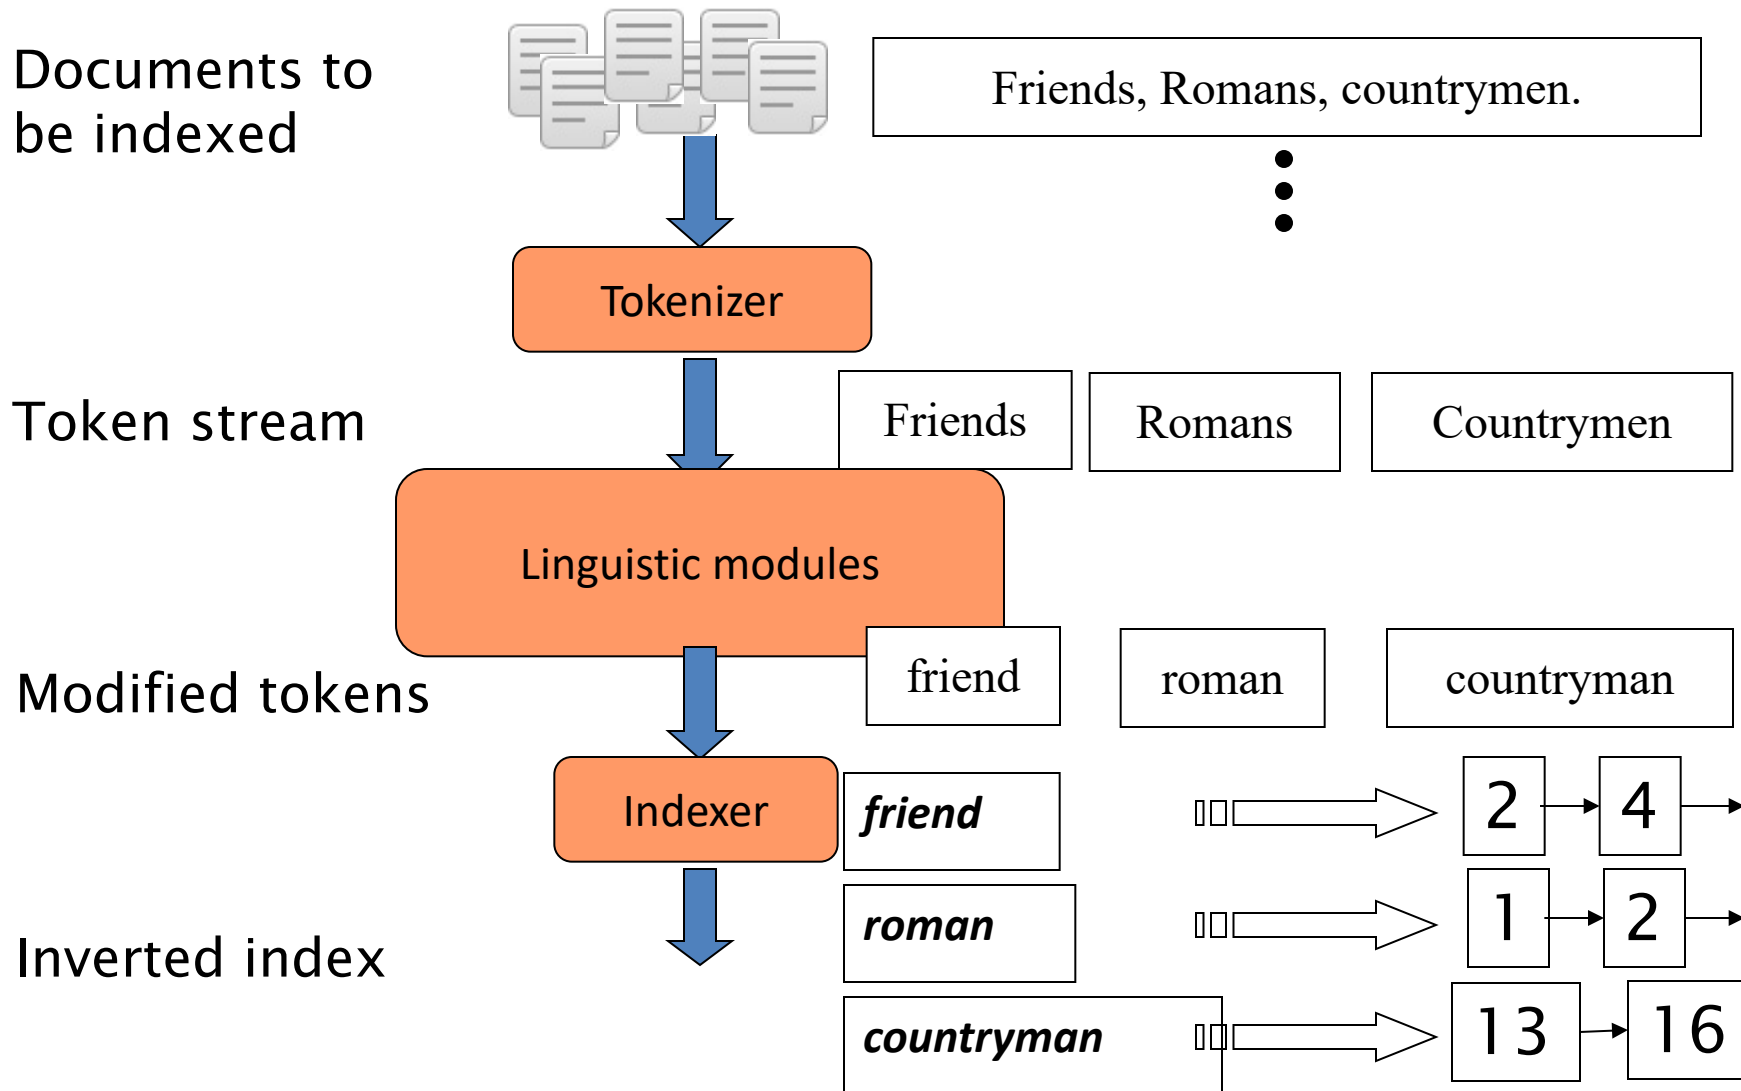 Documents to
be indexed
Friends, Romans, countrymen.
Tokenizer
Token stream
Friends
Romans
Countrymen
Linguistic modules
Modified tokens
friend
roman
countryman
Indexer
friend
2
4
roman
1
2
Inverted index
countryman
13
16